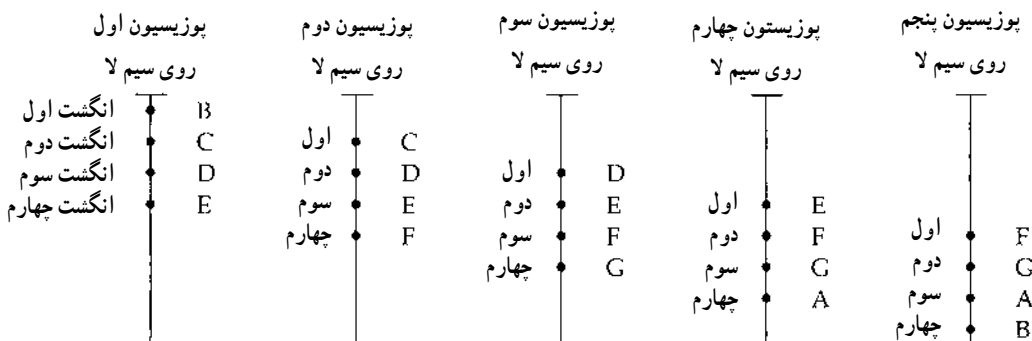 پوزیسیون اول
روی سیم لا
انگشت اول B
انگشت دوم C
انگشت سوم D
انگشت چهارم E
پوزیسیون دوم
روی سیم لا
اول C
دوم D
سوم E
چهارم F
پوزیسیون سوم
روی سیم لا
اول D
دوم E
سوم F
چهارم G
پوزیستون چهارم
روی سیم لا
اول E
دوم F
سوم G
چهارم A
پوزیسیون پنجم
روی سیم لا
اول F
دوم G
سوم A
چهارم B